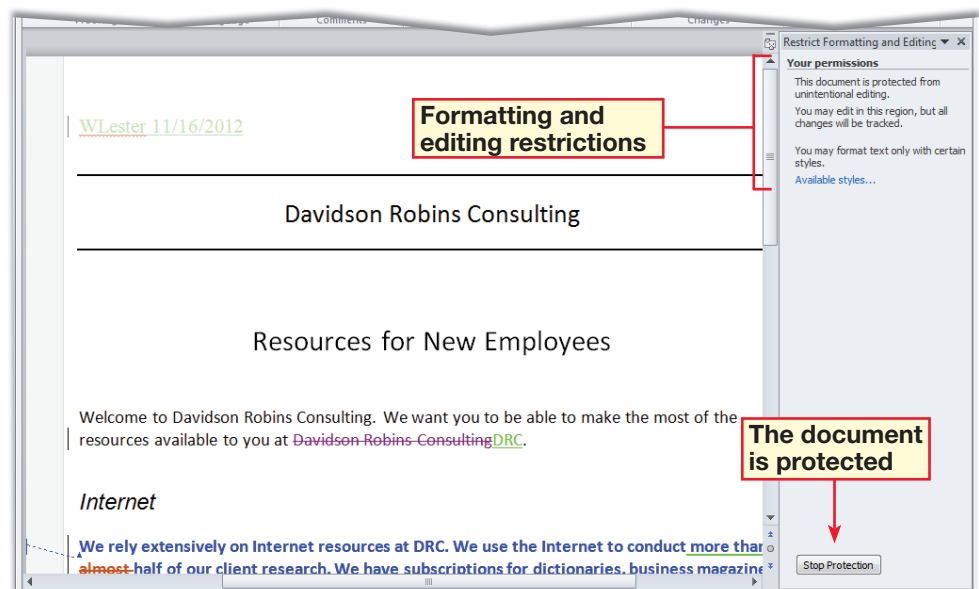 Comments
Changes
Restrict Formatting and Editing
Your permissions
This document is protected from
unintentional editing.
You may edit in this region, but all
changes will be tracked.
You may format text only with certain
styles.
Available styles...
Formatting and
editing restrictions
WLester 11/16/2012
Davidson Robins Consulting
Resources for New Employees
Welcome to Davidson Robins Consulting. We want you to be able to make the most of the
resources available to you at Davidson Robins ConsultingDRC.
The document
is protected
Internet
We rely extensively on Internet resources at DRC. We use the Internet to conduct more than
almost half of our client research. We have subscriptions for dictionaries, business magazine
Stop Protection